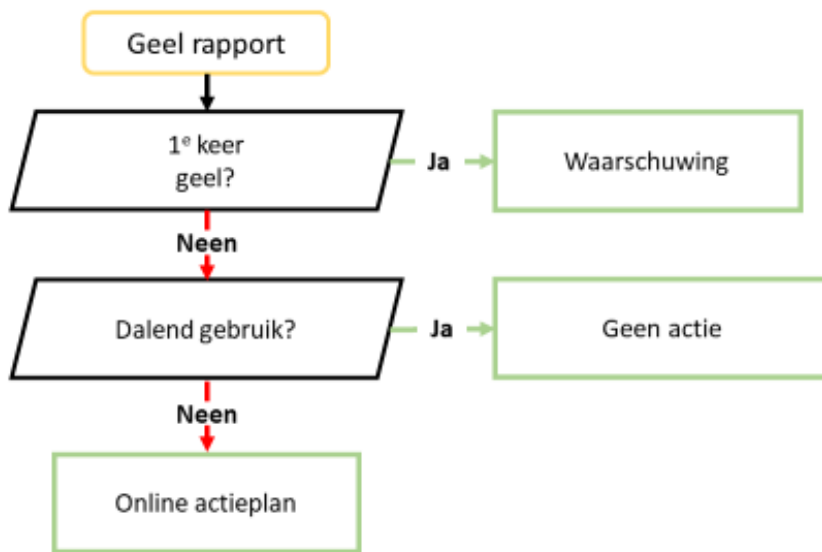 Geel rapport
1e keer
geel?
Ja
Waarschuwing
Neen
Dalend gebruik?
Ja
Geen actie
Neen
Online actieplan